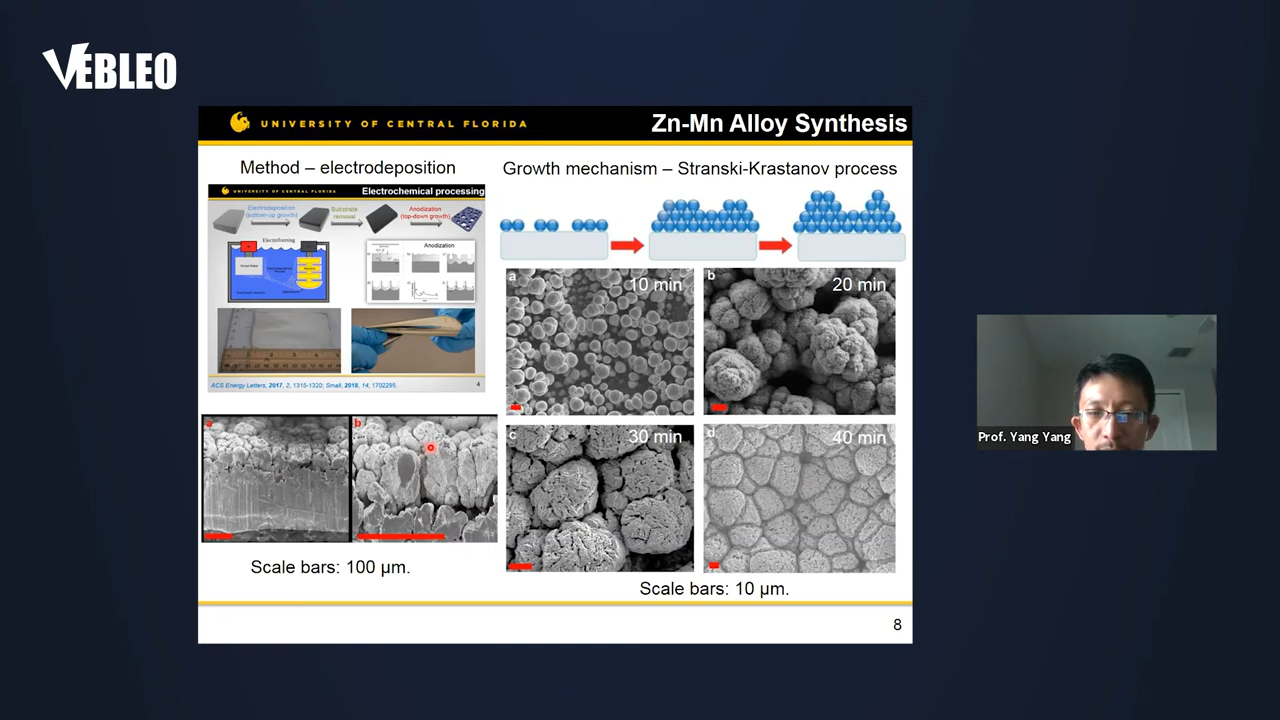 VEBLEO
UNIVERSITY OF CENTRAL FLORIDA
Zn-Mn Alloy Synthesis
Method – electrodeposition
UNIVERSITY OF CENTRAL FLORIDA
Electrochemical processing
Electrodeposition
(bottom-up growth)
Substrate
removal
Anodization
(top-down growth)
Electroforming
Anodization
ACS Energy Letters, 2017, 2, 1315-1320; Small, 2018, 14, 1702295.
4
a
b
Scale bars: 100 µm.
Growth mechanism – Stranski-Krastanov process
a
10 min
b
20 min
c
30 min
d
40 min
Scale bars: 10 µm.
8
Prof. Yang Yang